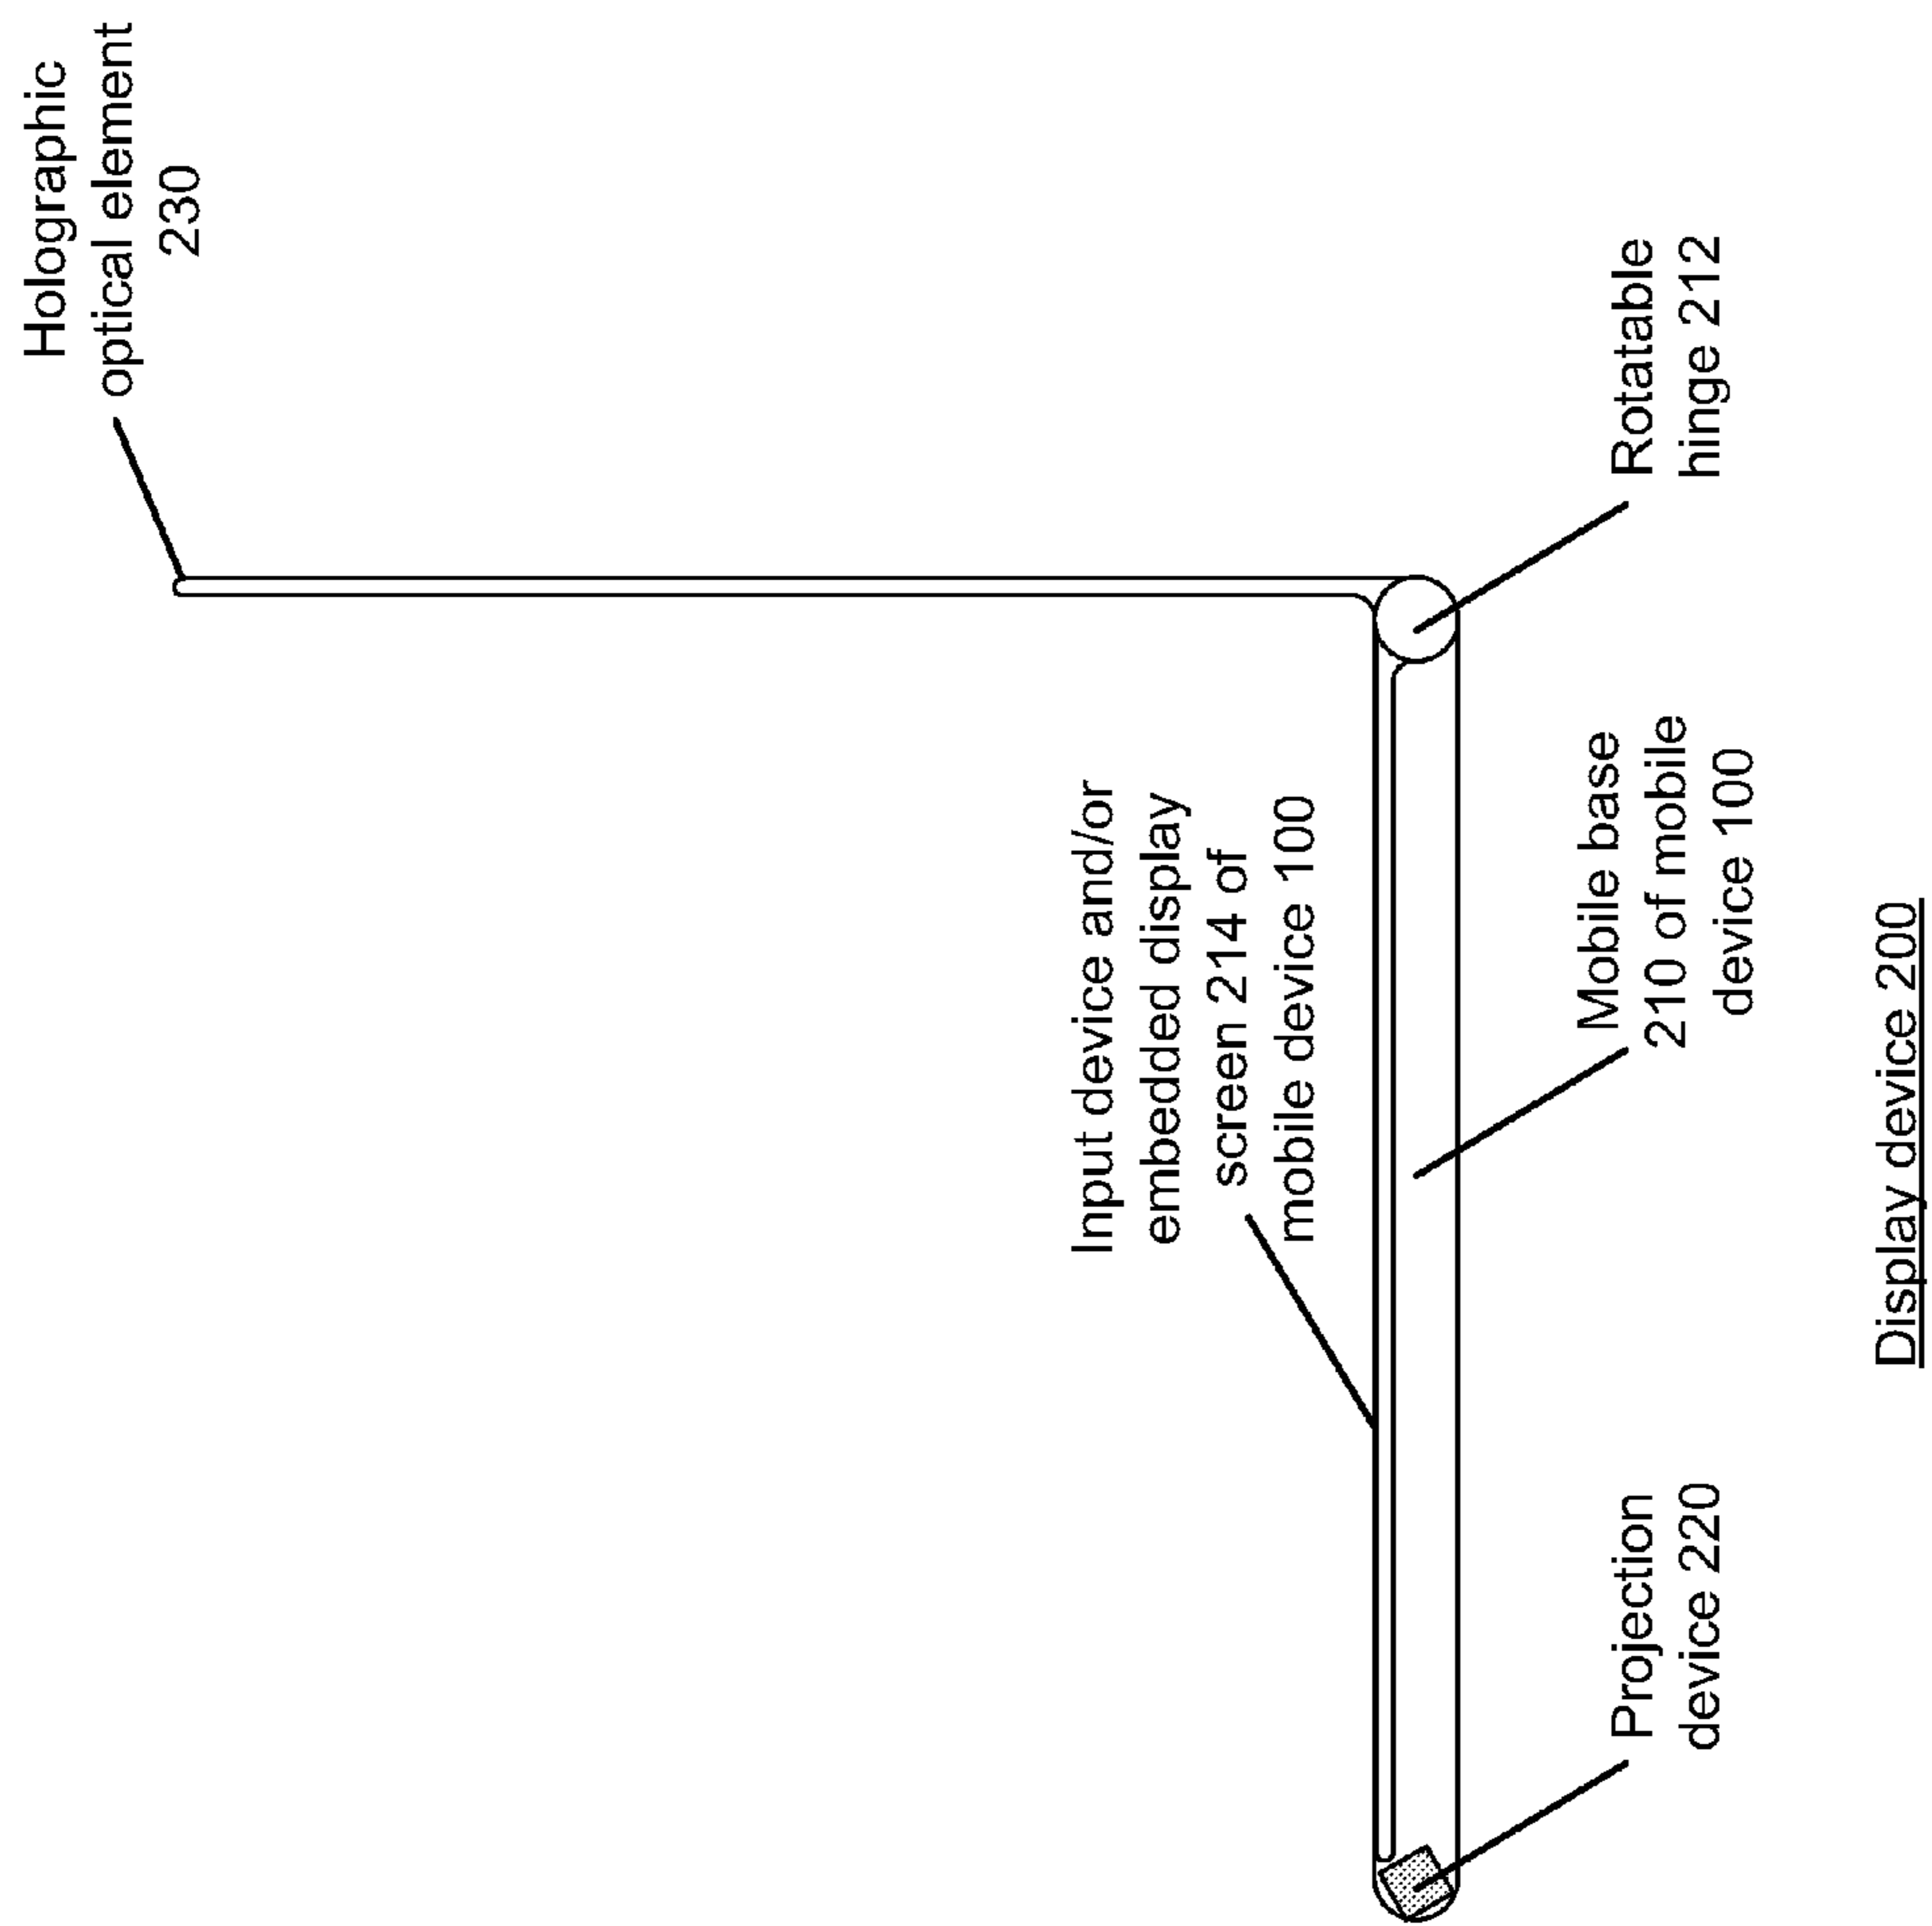 Holographic
optical element
230
Input device and/or
embedded display
screen 214 of
mobile device 100
Projection
device 220
Mobile base
210 of mobile
device 100
Rotatable
hinge 212
Display device 200